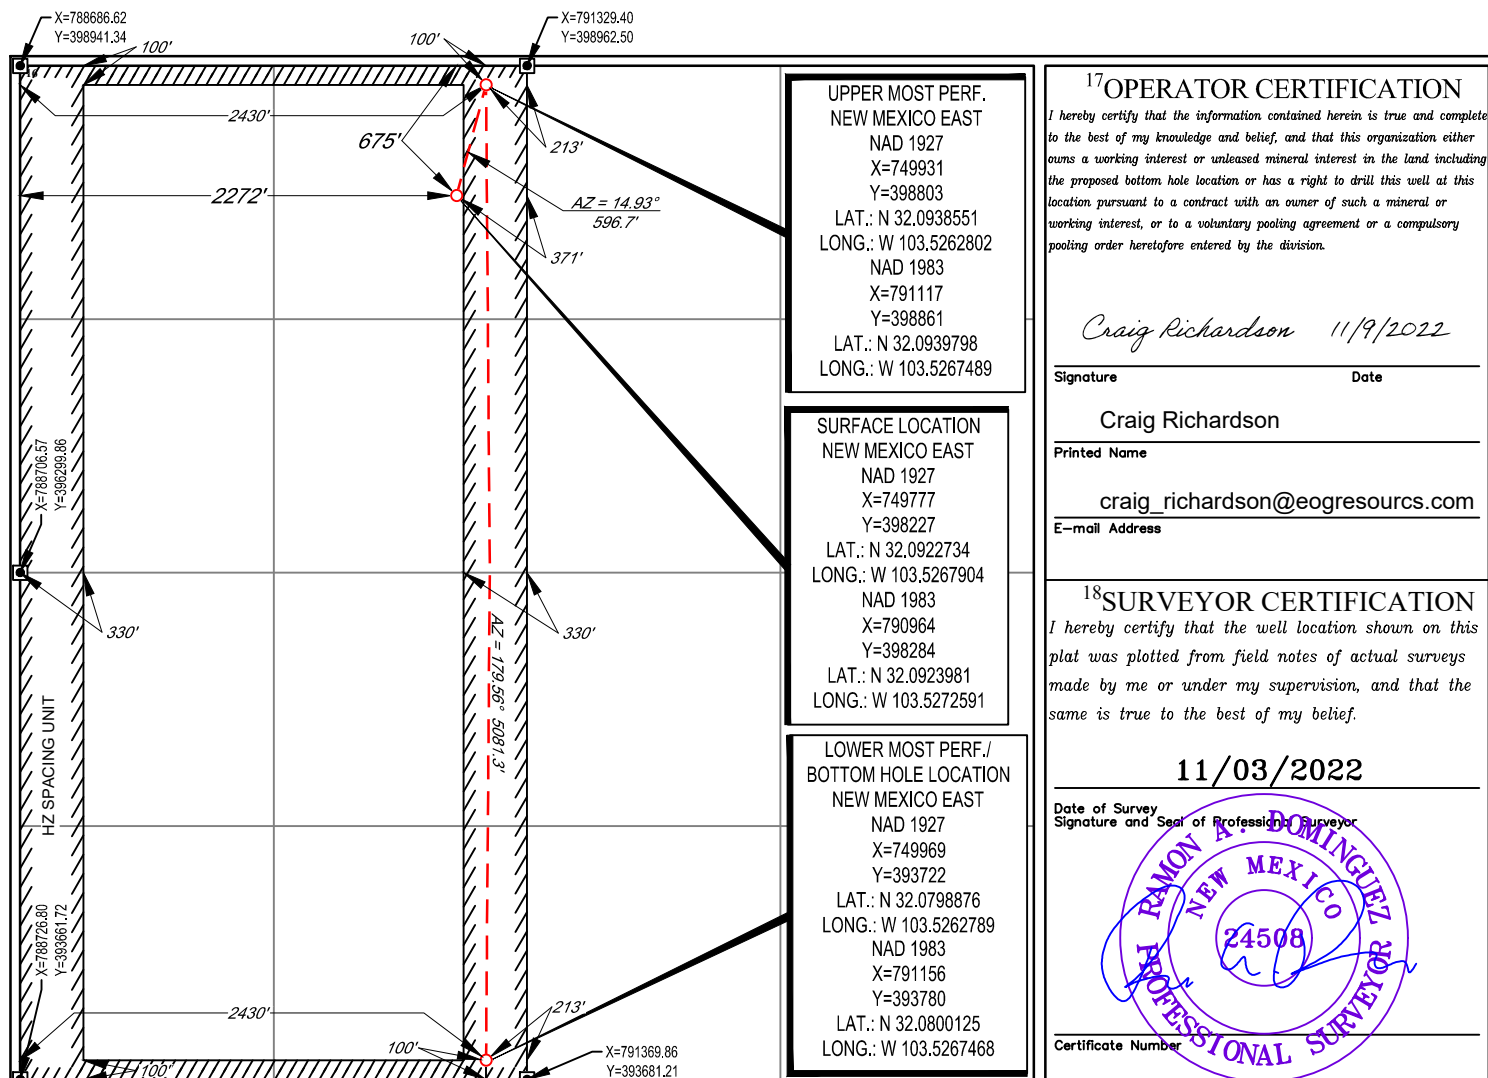 X=788686.62
Y=398941.34
X=791329.40
Y=398962.50
100'
100'
2430'
213'
675'
2272'
AZ = 14.93°
596.7'
371'
X=788706.57
Y=396299.86
330'
330'
AZ = 179.56° 5081.3'
HZ SPACING UNIT
X=788726.80
Y=393661.72
2430'
213'
100'
100'
X=791369.86
Y=393681.21
UPPER MOST PERF.
NEW MEXICO EAST
NAD 1927
X=749931
Y=398803
LAT.: N 32.0938551
LONG.: W 103.5262802
NAD 1983
X=791117
Y=398861
LAT.: N 32.0939798
LONG.: W 103.5267489
SURFACE LOCATION
NEW MEXICO EAST
NAD 1927
X=749777
Y=398227
LAT.: N 32.0922734
LONG.: W 103.5267904
NAD 1983
X=790964
Y=398284
LAT.: N 32.0923981
LONG.: W 103.5272591
LOWER MOST PERF./
BOTTOM HOLE LOCATION
NEW MEXICO EAST
NAD 1927
X=749969
Y=393722
LAT.: N 32.0798876
LONG.: W 103.5262789
NAD 1983
X=791156
Y=393780
LAT.: N 32.0800125
LONG.: W 103.5267468
17OPERATOR CERTIFICATION
I hereby certify that the information contained herein is true and complete
to the best of my knowledge and belief, and that this organization either
owns a working interest or unleased mineral interest in the land including
the proposed bottom hole location or has a right to drill this well at this
location pursuant to a contract with an owner of such a mineral or
working interest, or to a voluntary pooling agreement or a compulsory
pooling order heretofore entered by the division.
Craig Richardson 11/9/2022
Signature Date
Craig Richardson
Printed Name
craig_richardson@eogresourcs.com
E-mail Address
18SURVEYOR CERTIFICATION
I hereby certify that the well location shown on this
plat was plotted from field notes of actual surveys
made by me or under my supervision, and that the
same is true to the best of my belief.
11/03/2022
Date of Survey
Signature and Seal of Professional Surveyor
RAMON A. DOMINGUEZ
NEW MEXICO
24508
PROFESSIONAL SURVEYOR
Certificate Number